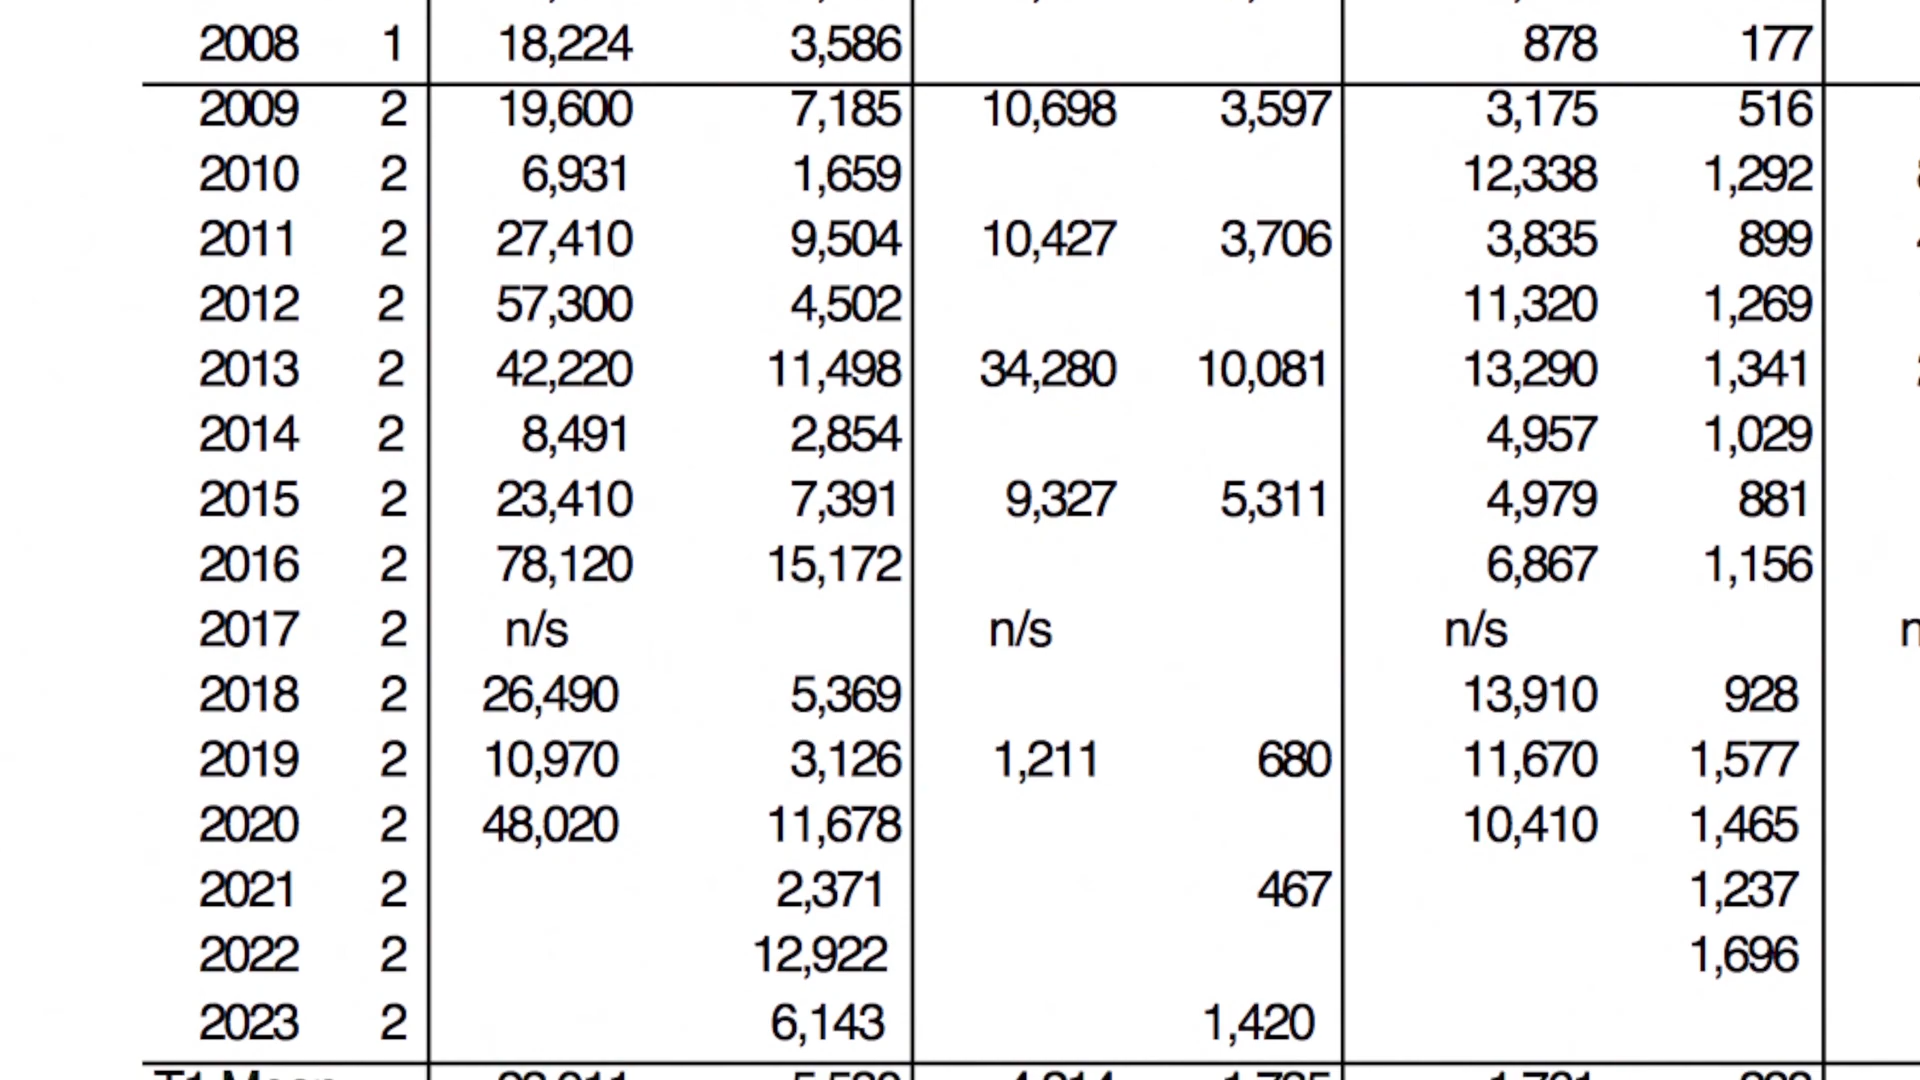 2008 1 18,224 3,586 878 177
2009 2 19,600 7,185 10,698 3,597 3,175 516
2010 2 6,931 1,659 12,338 1,292
2011 2 27,410 9,504 10,427 3,706 3,835 899
2012 2 57,300 4,502 11,320 1,269
2013 2 42,220 11,498 34,280 10,081 13,290 1,341
2014 2 8,491 2,854 4,957 1,029
2015 2 23,410 7,391 9,327 5,311 4,979 881
2016 2 78,120 15,172 6,867 1,156
2017 2 n/s n/s n/s
2018 2 26,490 5,369 13,910 928
2019 2 10,970 3,126 1,211 680 11,670 1,577
2020 2 48,020 11,678 10,410 1,465
2021 2 2,371 467 1,237
2022 2 12,922 1,696
2023 2 6,143 1,420
T1 Mean